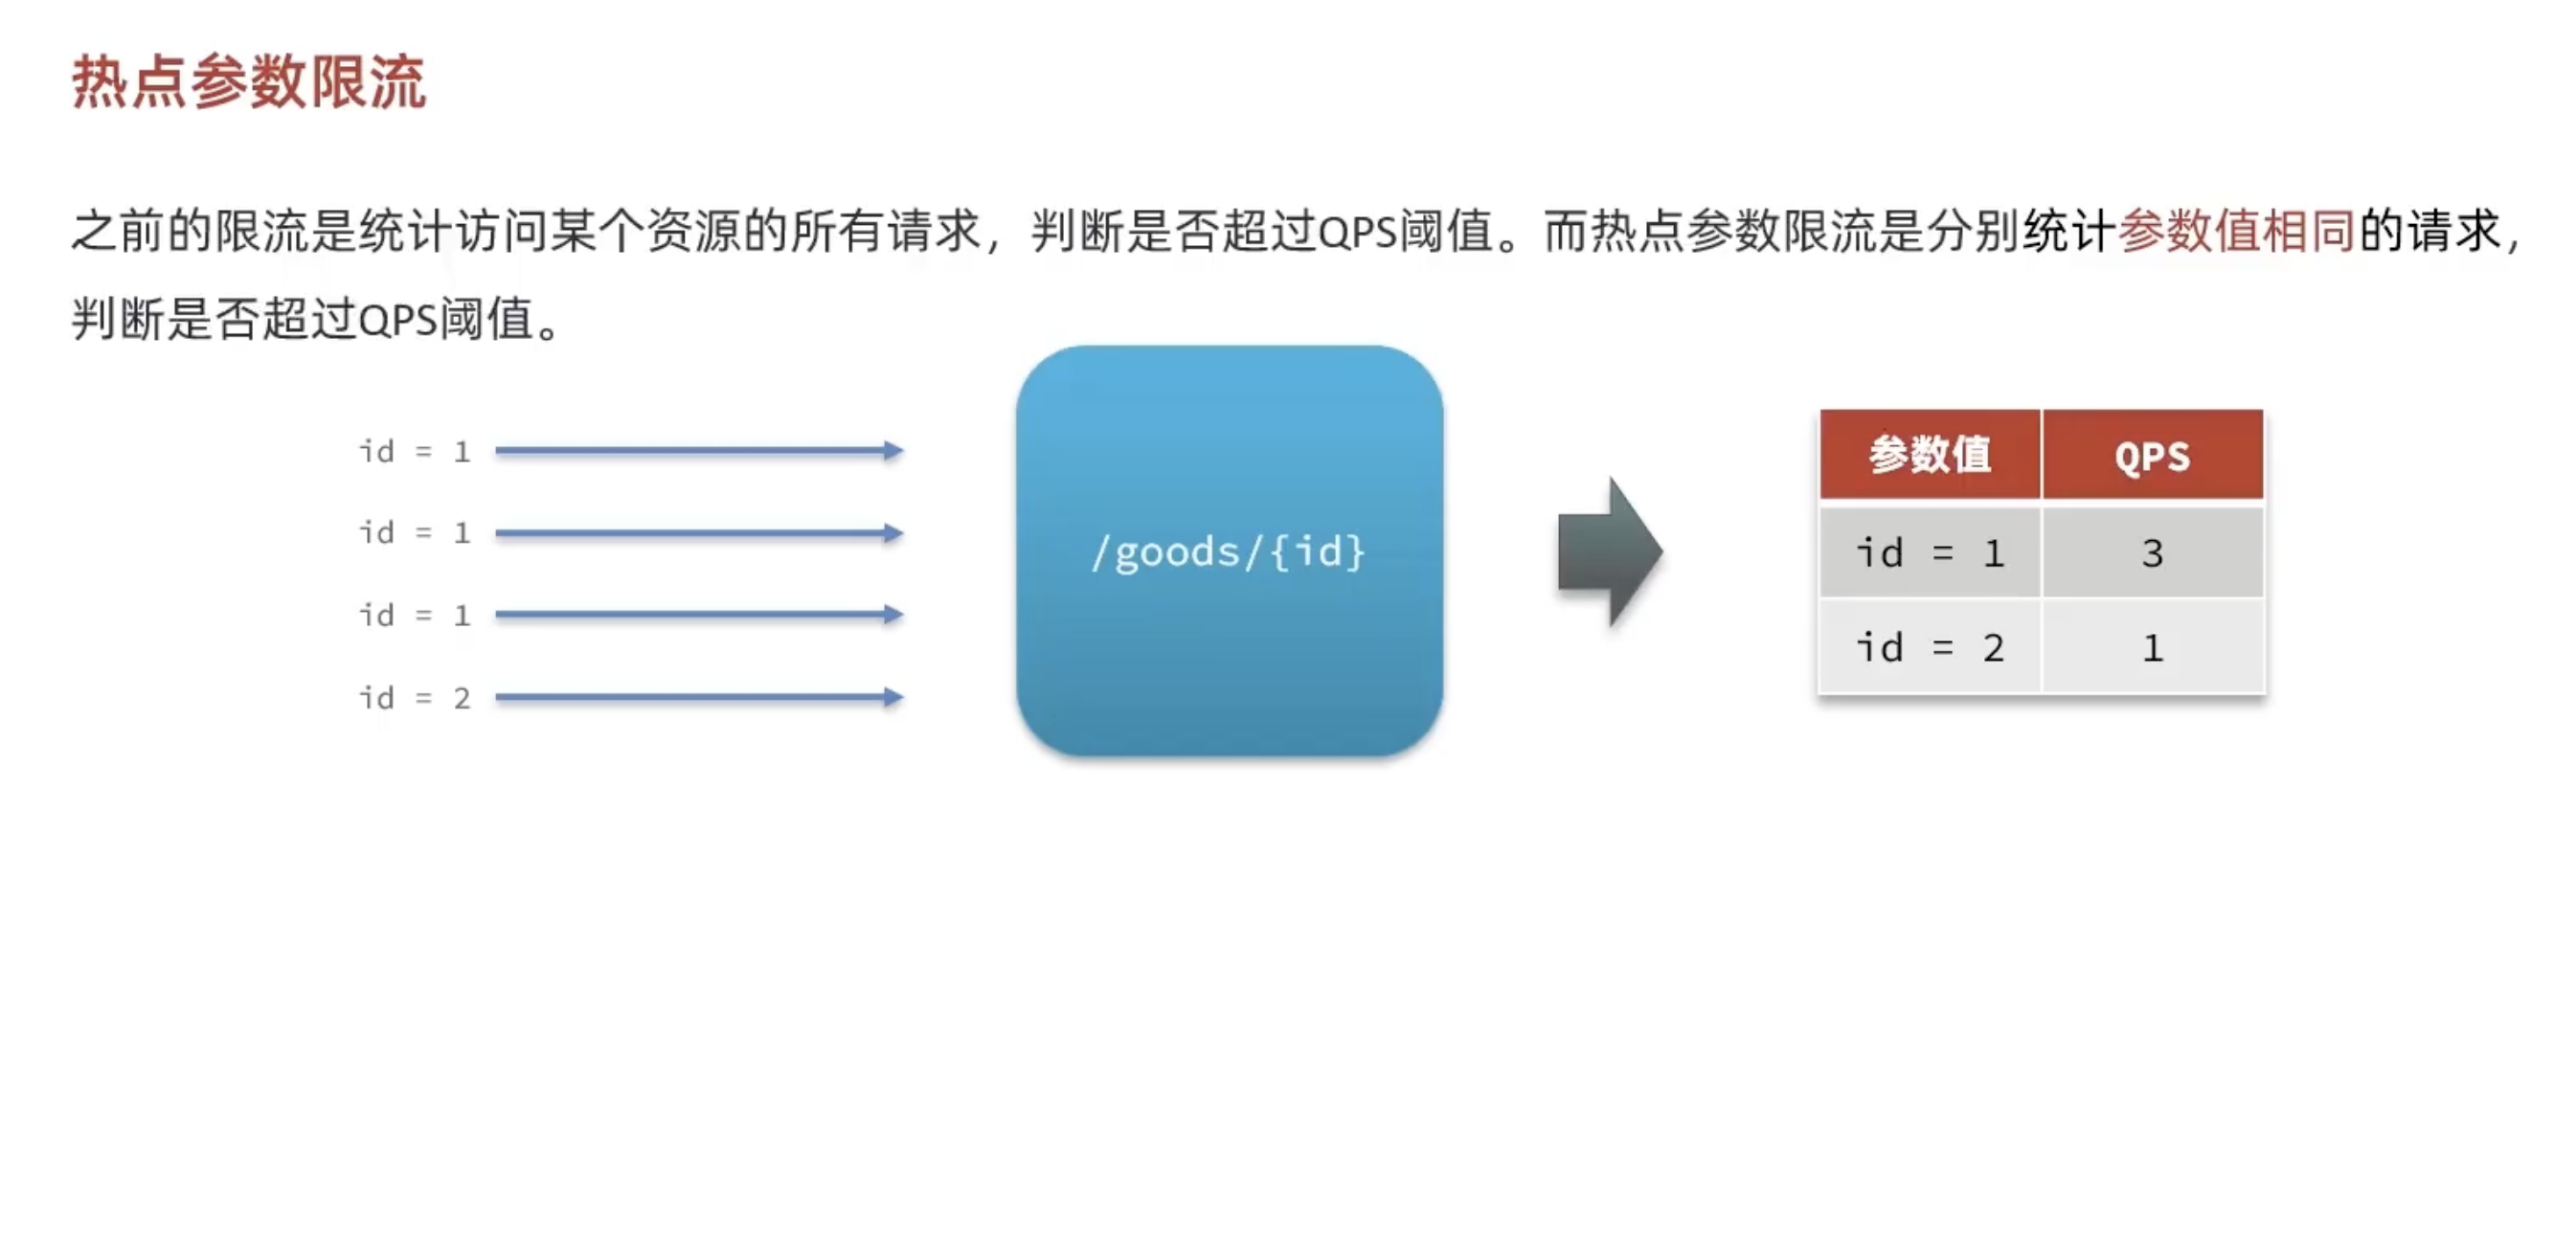 热点参数限流
之前的限流是统计访问某个资源的所有请求，判断是否超过QPS阈值。而热点参数限流是分别统计参数值相同的请求，
判断是否超过QPS阈值。
id = 1
id = 1
id = 1
id = 2
/goods/{id}
参数值 QPS
id = 1 3
id = 2 1